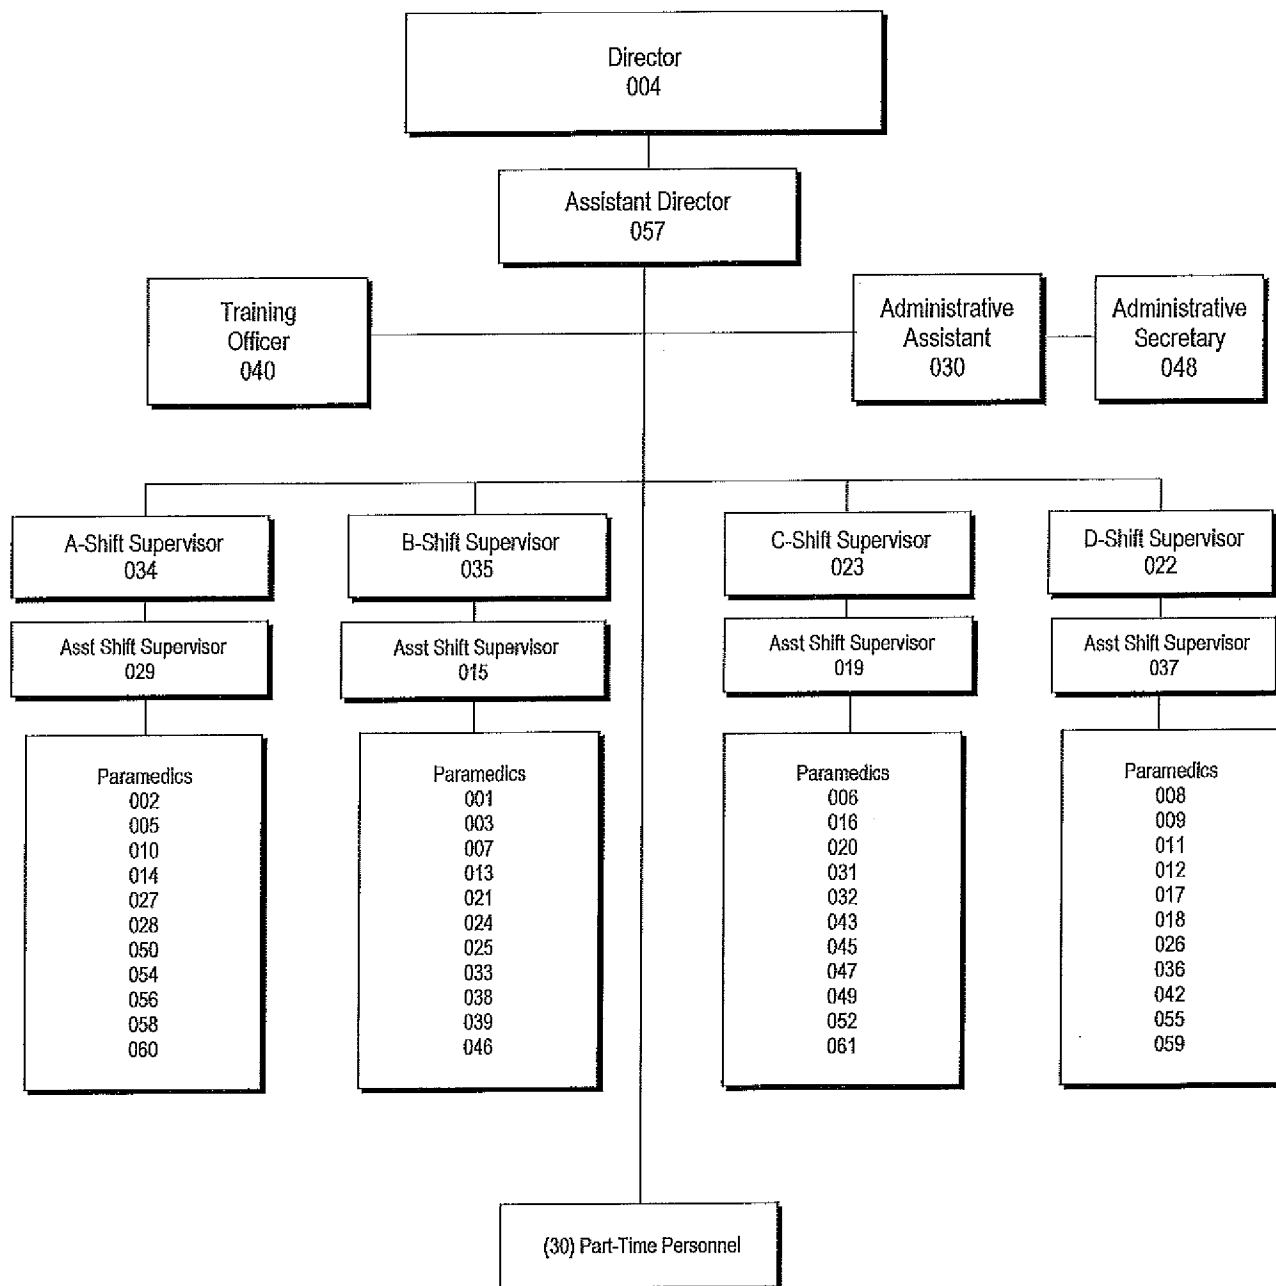 Director
004
Assistant Director
057
Training
Officer
040
Administrative
Assistant
030
Administrative
Secretary
048
A-Shift Supervisor
034
B-Shift Supervisor
035
C-Shift Supervisor
023
D-Shift Supervisor
022
Asst Shift Supervisor
029
Asst Shift Supervisor
015
Asst Shift Supervisor
019
Asst Shift Supervisor
037
Paramedics
002
005
010
014
027
028
050
054
056
058
060
Paramedics
001
003
007
013
021
024
025
033
038
039
046
Paramedics
006
016
020
031
032
043
045
047
049
052
061
Paramedics
008
009
011
012
017
018
026
036
042
055
059
(30) Part-Time Personnel